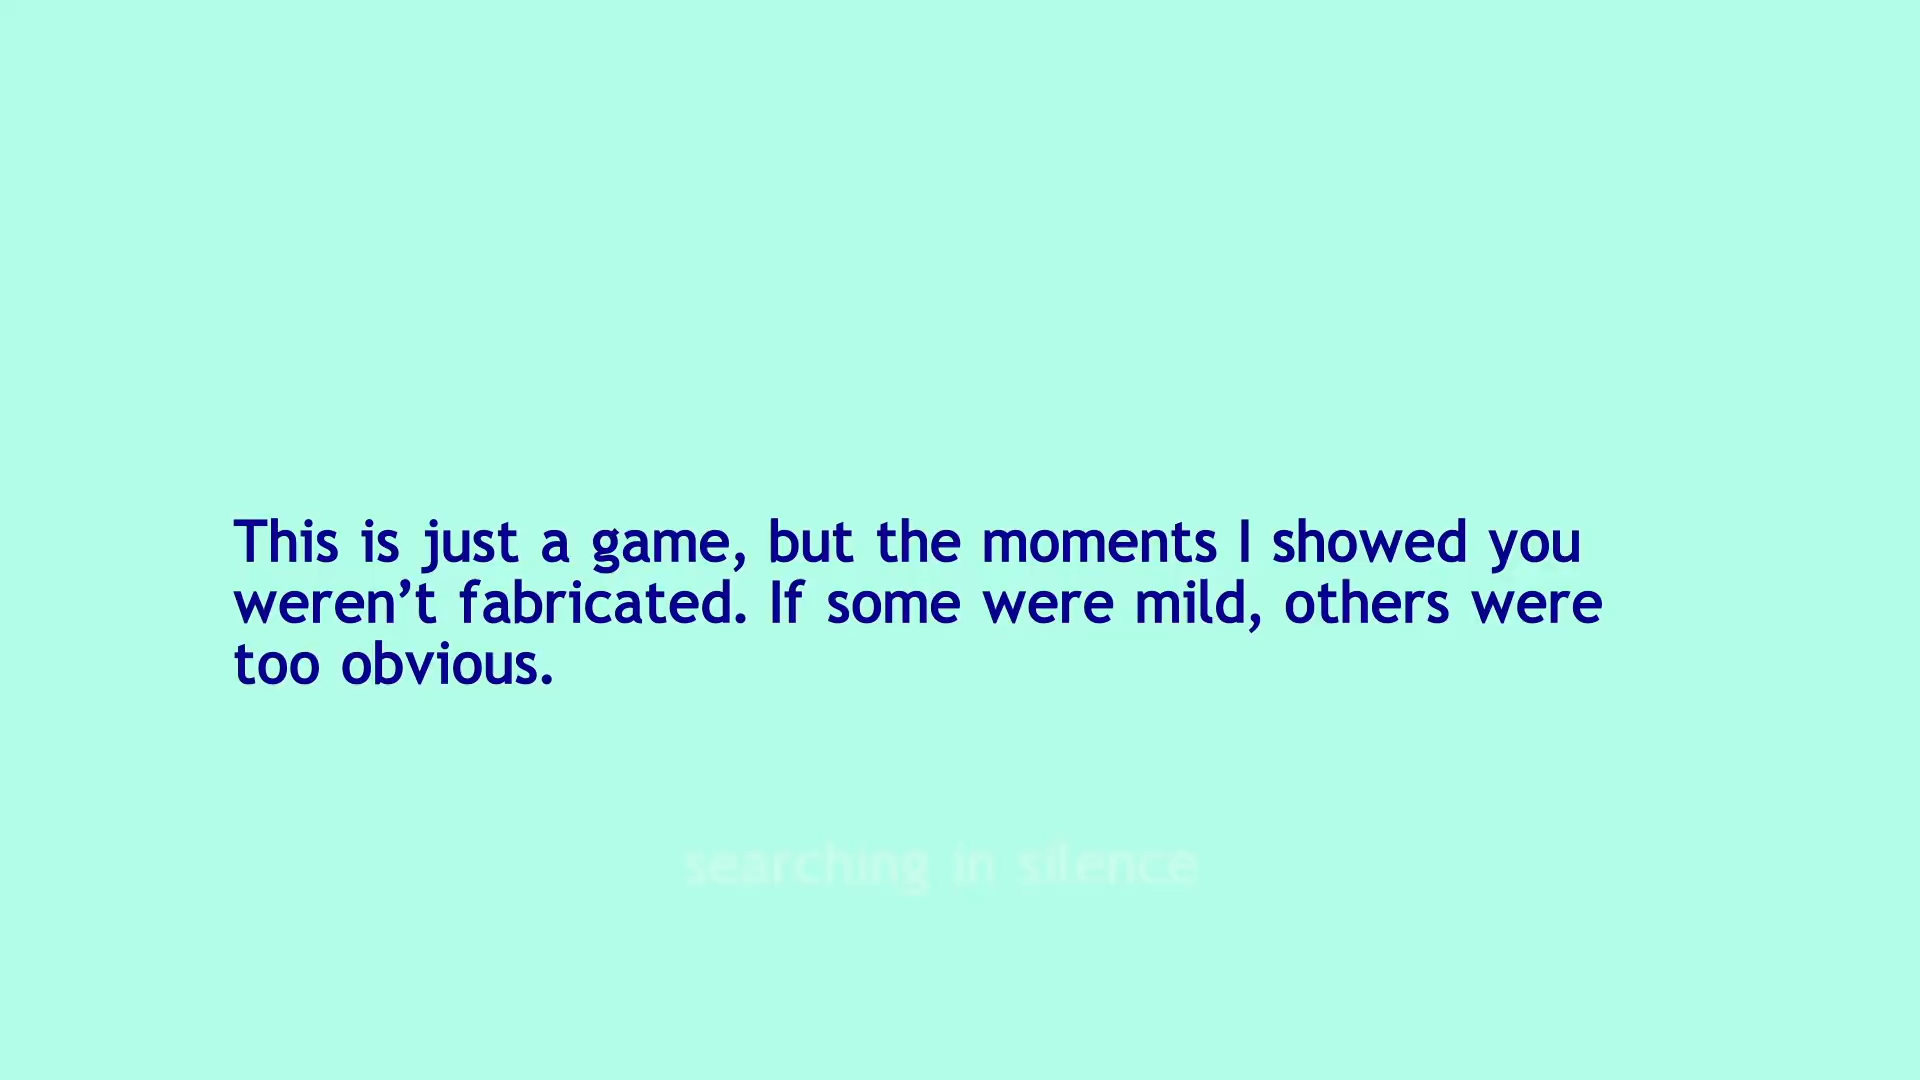 This is just a game, but the moments I showed you
weren’t fabricated. If some were mild, others were
too obvious.
searching in silence